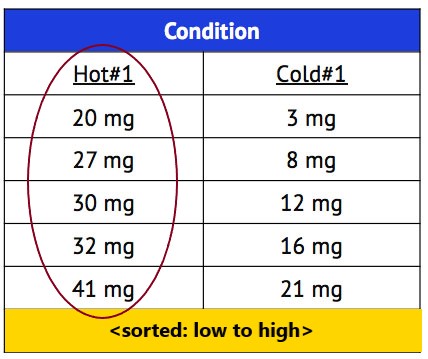 Condition
Hot#1 Cold#1
20 mg 3 mg
27 mg 8 mg
30 mg 12 mg
32 mg 16 mg
41 mg 21 mg
<sorted: low to high>